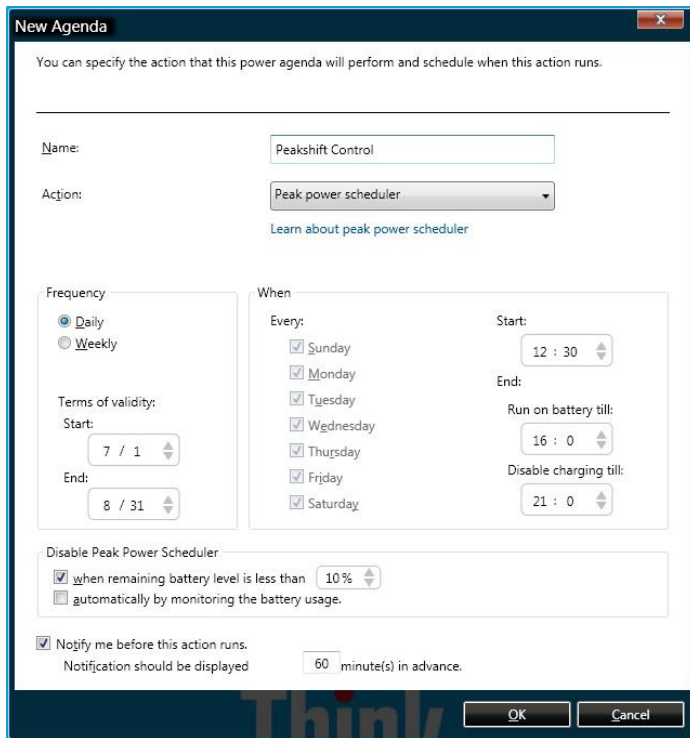 New Agenda
You can specify the action that this power agenda will perform and schedule when this action runs.
Name:
Peakshift Control
Action:
Peak power scheduler
Learn about peak power scheduler
Frequency
Daily
Weekly
Terms of validity:
Start:
7 / 1
End:
8 / 31
When
Every:
Sunday
Monday
Tuesday
Wednesday
Thursday
Friday
Saturday
Start:
12 : 30
End:
Run on battery till:
16 : 0
Disable charging till:
21 : 0
Disable Peak Power Scheduler
when remaining battery level is less than 10%
automatically by monitoring the battery usage.
Notify me before this action runs.
Notification should be displayed 60 minute(s) in advance.
Think
OK
Cancel